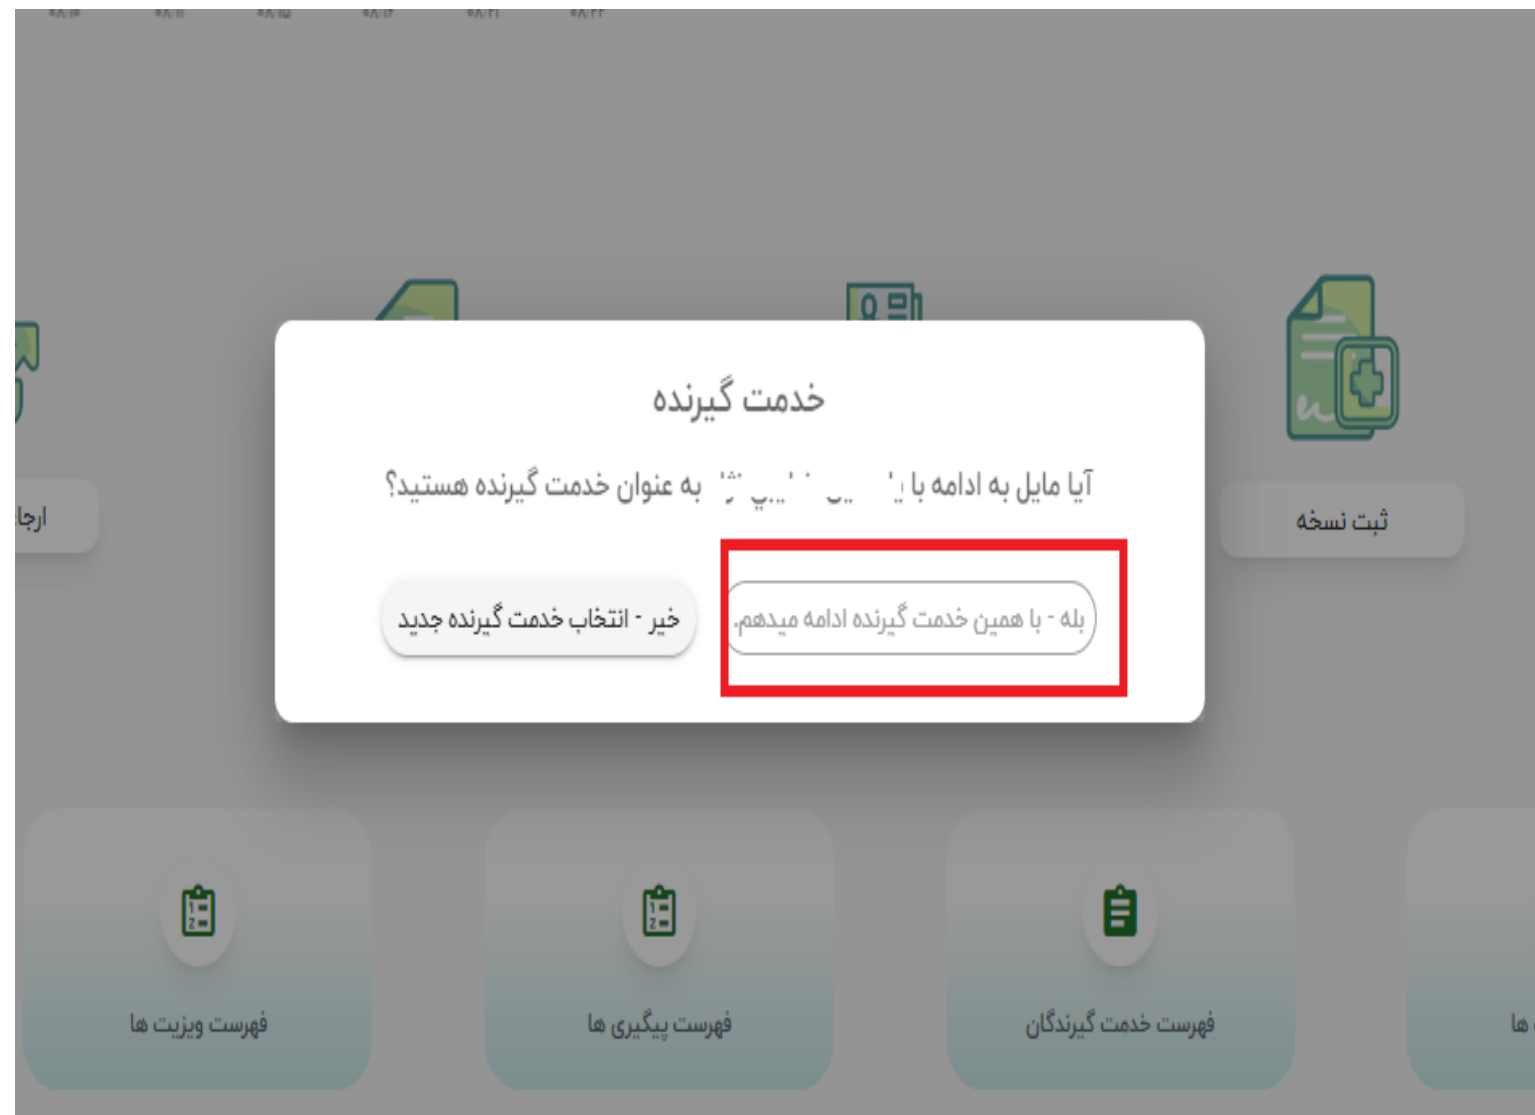 خدمت گیرنده
آیا مایل به ادامه با به عنوان خدمت گیرنده هستید؟
بله - با همین خدمت گیرنده ادامه میدهم.
خیر - انتخاب خدمت گیرنده جدید
ثبت نسخه
ارجا
ها
فهرست خدمت گیرندگان
فهرست پیگیری ها
فهرست ویزیت ها